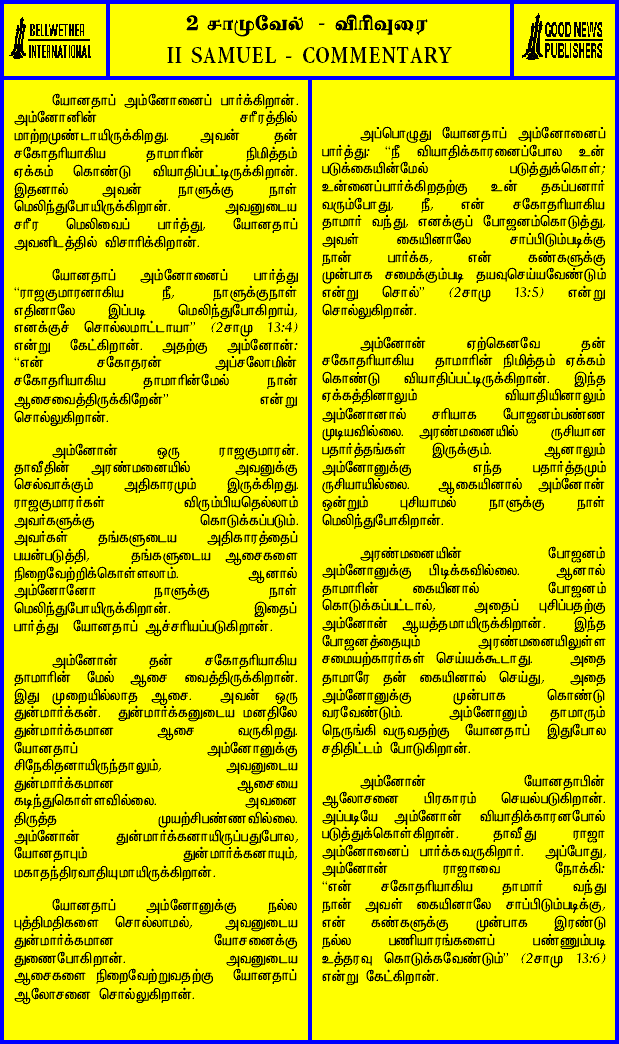 BELLWETHER
INTERNATIONAL
2 சாமுவேல் - விரிவுரை
II SAMUEL - COMMENTARY
GOOD NEWS
PUBLISHERS
யோனதாப் அம்னோனைப் பார்க்கிறான்.
அம்னோனின் சரீரத்தில்
மாற்றமுண்டாயிருக்கிறது. அவன் தன்
சகோதரியாகிய தாமாரின் நிமித்தம்
ஏக்கம் கொண்டு வியாதிப்பட்டிருக்கிறான்.
இதனால் அவன் நாளுக்கு நாள்
மெலிந்துபோயிருக்கிறான். அவனுடைய
சரீர மெலிவைப் பார்த்து, யோனதாப்
அவனிடத்தில் விசாரிக்கிறான்.
யோனதாப் அம்னோனைப் பார்த்து
“ராஜகுமாரனாகிய நீ, நாளுக்குநாள்
எதினாலே இப்படி மெலிந்துபோகிறாய்,
எனக்குச் சொல்லமாட்டாயா” (2சாமு 13:4)
என்று கேட்கிறான். அதற்கு அம்னோன்:
“என் சகோதரன் அப்சலோமின்
சகோதரியாகிய தாமாரின்மேல் நான்
ஆசைவைத்திருக்கிறேன்” என்று
சொல்லுகிறான்.
அம்னோன் ஒரு ராஜகுமாரன்.
தாவீதின் அரண்மனையில் அவனுக்கு
செல்வாக்கும் அதிகாரமும் இருக்கிறது.
ராஜகுமாரர்கள் விரும்பியதெல்லாம்
அவர்களுக்கு கொடுக்கப்படும்.
அவர்கள் தங்களுடைய அதிகாரத்தைப்
பயன்படுத்தி, தங்களுடைய ஆசைகளை
நிறைவேற்றிக்கொள்ளலாம். ஆனால்
அம்னோனோ நாளுக்கு நாள்
மெலிந்துபோயிருக்கிறான். இதைப்
பார்த்து யோனதாப் ஆச்சரியப்படுகிறான்.
அம்னோன் தன் சகோதரியாகிய
தாமாரின் மேல் ஆசை வைத்திருக்கிறான்.
இது முறையில்லாத ஆசை. அவன் ஒரு
துன்மார்க்கன். துன்மார்க்கனுடைய மனதிலே
துன்மார்க்கமான ஆசை வருகிறது.
யோனதாப் அம்னோனுக்கு
சிநேகிதனாயிருந்தாலும், அவனுடைய
துன்மார்க்கமான ஆசையை
கடிந்துகொள்ளவில்லை. அவனை
திருத்த முயற்சிபண்ணவில்லை.
அம்னோன் துன்மார்க்கனாயிருப்பதுபோல,
யோனதாபும் துன்மார்க்கனாயும்,
மகாதந்திரவாதியுமாயிருக்கிறான்.
யோனதாப் அம்னோனுக்கு நல்ல
புத்திமதிகளை சொல்லாமல், அவனுடைய
துன்மார்க்கமான யோசனைக்கு
துணைபோகிறான். அவனுடைய
ஆசைகளை நிறைவேற்றுவதற்கு யோனதாப்
ஆலோசனை சொல்லுகிறான்.
அப்பொழுது யோனதாப் அம்னோனைப்
பார்த்து: “நீ வியாதிக்காரனைப்போல உன்
படுக்கையின்மேல் படுத்துக்கொள்;
உன்னைப்பார்க்கிறதற்கு உன் தகப்பனார்
வரும்போது, நீ, என் சகோதரியாகிய
தாமார் வந்து, எனக்குப் போஜனம்கொடுத்து,
அவள் கையினாலே சாப்பிடும்படிக்கு
நான் பார்க்க, என் கண்களுக்கு
முன்பாக சமைக்கும்படி தயவுசெய்யவேண்டும்
என்று சொல்” (2சாமு 13:5) என்று
சொல்லுகிறான்.
அம்னோன் ஏற்கெனவே தன்
சகோதரியாகிய தாமாரின் நிமித்தம் ஏக்கம்
கொண்டு வியாதிப்பட்டிருக்கிறான். இந்த
ஏக்கத்தினாலும் வியாதியினாலும்
அம்னோனால் சரியாக போஜனம்பண்ண
முடியவில்லை. அரண்மனையில் ருசியான
பதார்த்தங்கள் இருக்கும். ஆனாலும்
அம்னோனுக்கு எந்த பதார்த்தமும்
ருசியாயில்லை. ஆகையினால் அம்னோன்
ஒன்றும் புசியாமல் நாளுக்கு நாள்
மெலிந்துபோகிறான்.
அரண்மனையின் போஜனம்
அம்னோனுக்கு பிடிக்கவில்லை. ஆனால்
தாமாரின் கையினால் போஜனம்
கொடுக்கப்பட்டால், அதைப் புசிப்பதற்கு
அம்னோன் ஆயத்தமாயிருக்கிறான். இந்த
போஜனத்தையும் அரண்மனையிலுள்ள
சமையற்காரர்கள் செய்யக்கூடாது. அதை
தாமாரே தன் கையினால் செய்து, அதை
அம்னோனுக்கு முன்பாக கொண்டு
வரவேண்டும். அம்னோனும் தாமாரும்
நெருங்கி வருவதற்கு யோனதாப் இதுபோல
சதிதிட்டம் போடுகிறான்.
அம்னோன் யோனதாபின்
ஆலோசனை பிரகாரம் செயல்படுகிறான்.
அப்படியே அம்னோன் வியாதிக்காரனபோல்
படுத்துக்கொள்கிறான். தாவீது ராஜா
அம்னோனைப் பார்க்கவருகிறார். அப்போது,
அம்னோன் ராஜாவை நோக்கி:
“என் சகோதரியாகிய தாமார் வந்து
நான் அவள் கையினாலே சாப்பிடும்படிக்கு,
என் கண்களுக்கு முன்பாக இரண்டு
நல்ல பணியாரங்களைப் பண்ணும்படி
உத்தரவு கொடுக்கவேண்டும்” (2சாமு 13:6)
என்று கேட்கிறான்.